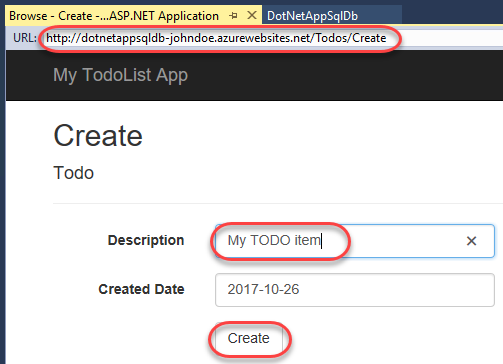 Browse - Create -...ASP.NET Application DotNetAppSqlDb
URL: http://dotnetappsqldb-johndoe.azurewebsites.net/Todos/Create
My TodoList App
Create
Todo
Description My TODO item
Created Date 2017-10-26
Create